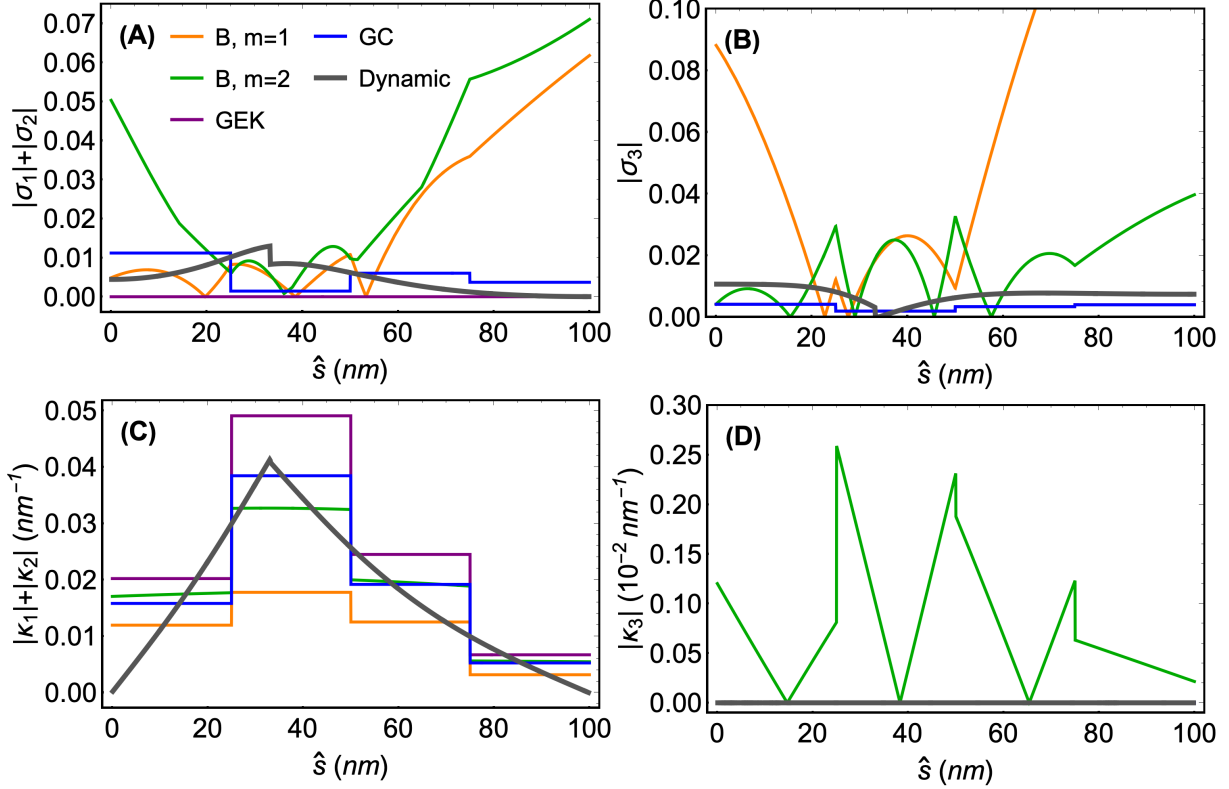 (A)
B, m=1
B, m=2
GEK
GC
Dynamic
|σ1|+|σ2|
0.07
0.06
0.05
0.04
0.03
0.02
0.01
0.00
0 20 40 60 80 100
ŝ (nm)
(B)
|σ3|
0.10
0.08
0.06
0.04
0.02
0.00
0 20 40 60 80 100
ŝ (nm)
(C)
|κ1|+|κ2| (nm⁻¹)
0.05
0.04
0.03
0.02
0.01
0.00
0 20 40 60 80 100
ŝ (nm)
(D)
|κ3| (10⁻² nm⁻¹)
0.30
0.25
0.20
0.15
0.10
0.05
0.00
0 20 40 60 80 100
ŝ (nm)